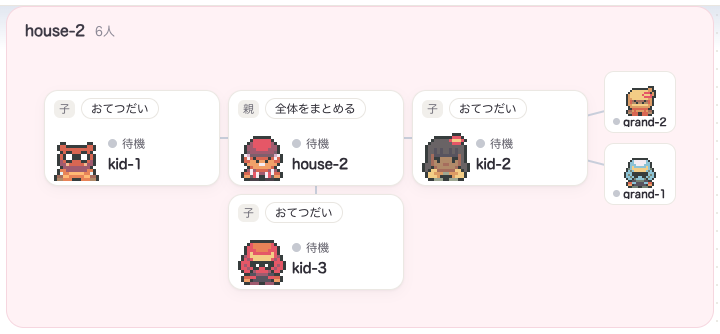 house-2 6人
子 おてつだい
待機
kid-1
親 全体をまとめる
待機
house-2
子 おてつだい
待機
kid-2
grand-2
grand-1
子 おてつだい
待機
kid-3